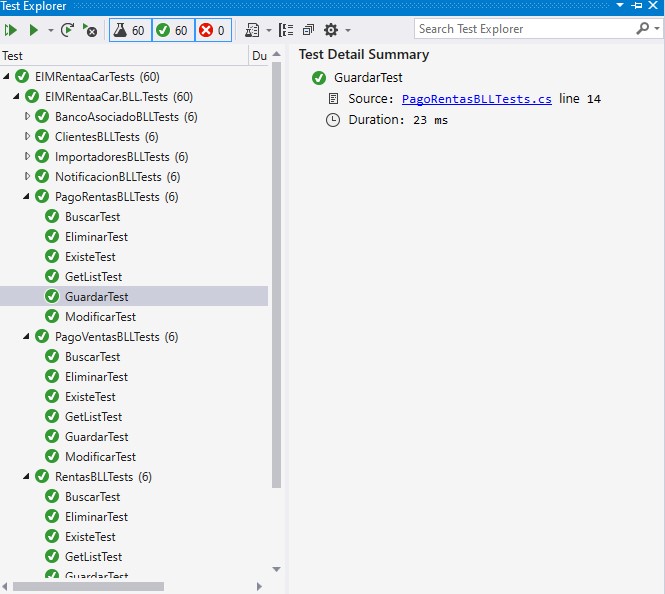 Test Explorer
60 60 0
Search Test Explorer
Test Du
EIMRentaaCarTests (60)
EIMRentaaCar.BLL.Tests (60)
BancoAsociadoBLLTests (6)
ClientesBLLTests (6)
ImportadoresBLLTests (6)
NotificacionBLLTests (6)
PagoRentasBLLTests (6)
BuscarTest
EliminarTest
ExisteTest
GetListTest
GuardarTest
ModificarTest
PagoVentasBLLTests (6)
BuscarTest
EliminarTest
ExisteTest
GetListTest
GuardarTest
ModificarTest
RentasBLLTests (6)
BuscarTest
EliminarTest
ExisteTest
GetListTest
GuardarTest
Test Detail Summary
GuardarTest
Source: PagoRentasBLLTests.cs line 14
Duration: 23 ms